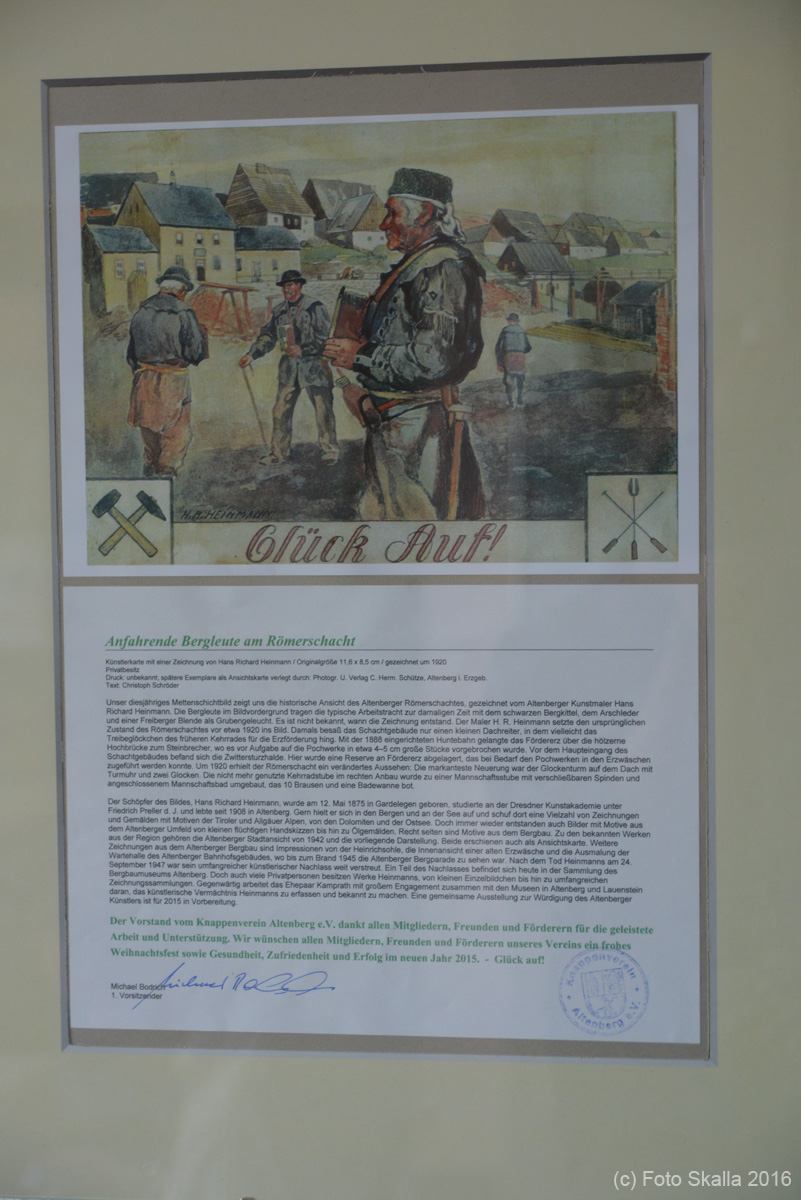 H. R. HEINMANN
Glück Auf!
Anfahrende Bergleute am Römerschacht
Künstlerkarte mit einer Zeichnung von Hans Richard Heinmann / Originalgröße 11,6 x 8,5 cm / gezeichnet um 1920
Privatbesitz
Druck: unbekannt, spätere Exemplare als Ansichtskarte verlegt durch: Photogr. U. Verlag C. Herm. Schütze, Altenberg i. Erzgeb.
Text: Christoph Schröder
Unser diesjähriges Mettenschichtbild zeigt uns die historische Ansicht des Altenberger Römerschachtes, gezeichnet vom Altenberger Kunstmaler Hans
Richard Heinmann. Die Bergleute im Bildvordergrund tragen die typische Arbeitstracht zur damaligen Zeit mit dem schwarzen Bergkittel, dem Arschleder
und einer Freiberger Blende als Grubengeleucht. Es ist nicht bekannt, wann die Zeichnung entstand. Der Maler H. R. Heinmann setzte den ursprünglichen
Zustand des Römerschachtes vor etwa 1920 ins Bild. Damals besaß das Schachtgebäude nur einen kleinen Dachreiter, in dem vielleicht das
Treibeglöckchen des früheren Kehrrades für die Erzförderung hing. Mit der 1888 eingerichteten Huntebahn gelangte das Fördererz über die hölzerne
Hochbrücke zum Steinbrecher, wo es vor Aufgabe auf die Pochwerke in etwa 4–5 cm große Stücke vorgebrochen wurde. Vor dem Haupteingang des
Schachtgebäudes befand sich die Zwittersturzhalde. Hier wurde eine Reserve an Fördererz abgelagert, das bei Bedarf den Pochwerken in den Erzwäschen
zugeführt werden konnte. Um 1920 erhielt der Römerschacht ein verändertes Aussehen: Die markanteste Neuerung war der Glockenturm auf dem Dach mit
Turmuhr und zwei Glocken. Die nicht mehr genutzte Kehrradstube im rechten Anbau wurde zu einer Mannschaftsstube mit verschließbaren Spinden und
angeschlossenem Mannschaftsbad umgebaut, das 10 Brausen und eine Badewanne bot.
Der Schöpfer des Bildes, Hans Richard Heinmann, wurde am 12. Mai 1875 in Gardelegen geboren, studierte an der Dresdner Kunstakademie unter
Friedrich Preller d. J. und lebte seit 1908 in Altenberg. Gern hielt er sich in den Bergen und an der See auf und schuf dort eine Vielzahl von Zeichnungen
und Gemälden mit Motiven der Tiroler und Allgäuer Alpen, von den Dolomiten und der Ostsee. Doch immer wieder entstanden auch Bilder mit Motive aus
dem Altenberger Umfeld von kleinen flüchtigen Handskizzen bis hin zu Ölgemälden. Recht selten sind Motive aus dem Bergbau. Zu den bekannten Werken
aus der Region gehören die Altenberger Stadtansicht von 1942 und die vorliegende Darstellung. Beide erschienen auch als Ansichtskarte. Weitere
Zeichnungen aus dem Altenberger Bergbau sind Impressionen von der Heinrichsohle, die Innenansicht einer alten Erzwäsche und die Ausmalung der
Wartehalle des Altenberger Bahnhofsgebäudes, wo bis zum Brand 1945 die Altenberger Bergparade zu sehen war. Nach dem Tod Heinmanns am 24.
September 1947 war sein umfangreicher künstlerischer Nachlass weit verstreut. Ein Teil des Nachlasses befindet sich heute in der Sammlung des
Bergbaumuseums Altenberg. Doch auch viele Privatpersonen besitzen Werke Heinmanns, von kleinen Einzelbildchen bis hin zu umfangreichen
Zeichnungssammlungen. Gegenwärtig arbeitet das Ehepaar Kamprath mit großem Engagement zusammen mit den Museen in Altenberg und Lauenstein
daran, das künstlerische Vermächtnis Heinmanns zu erfassen und bekannt zu machen. Eine gemeinsame Ausstellung zur Würdigung des Altenberger
Künstlers ist für 2015 in Vorbereitung.
Der Vorstand vom Knappenverein Altenberg e.V. dankt allen Mitgliedern, Freunden und Förderern für die geleistete
Arbeit und Unterstützung. Wir wünschen allen Mitgliedern, Freunden und Förderern unseres Vereins ein frohes
Weihnachtsfest sowie Gesundheit, Zufriedenheit und Erfolg im neuen Jahr 2015. - Glück auf!
Michael Bodrich
1. Vorsitzender
Knappenverein
Altenberg e.V.
(c) Foto Skalla 2016